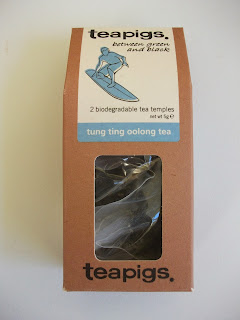 teapigs.
between green
and black
2 biodegradable tea temples
net wt 5g e
tung ting oolong tea
teapigs.